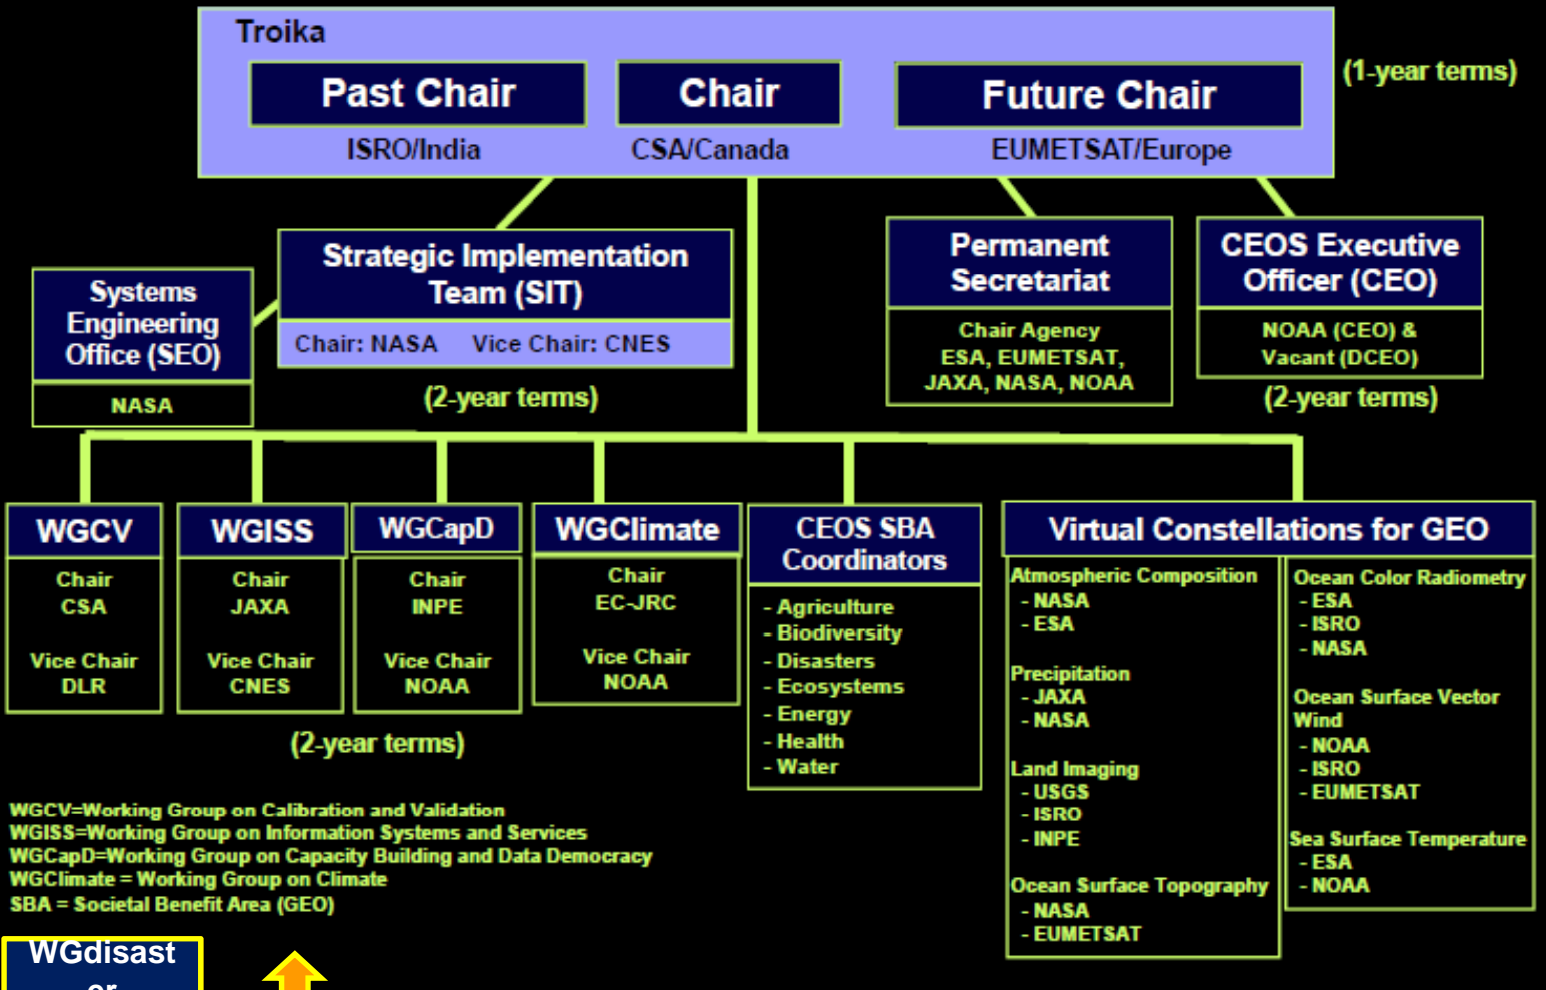 Troika
Past Chair
ISRO/India
Chair
CSA/Canada
Future Chair
EUMETSAT/Europe
(1-year terms)
Systems
Engineering
Office (SEO)
NASA
Strategic Implementation
Team (SIT)
Chair: NASA Vice Chair: CNES
(2-year terms)
Permanent
Secretariat
Chair Agency
ESA, EUMETSAT,
JAXA, NASA, NOAA
CEOS Executive
Officer (CEO)
NOAA (CEO) &
Vacant (DCEO)
(2-year terms)
WGCV
Chair
CSA
Vice Chair
DLR
WGISS
Chair
JAXA
Vice Chair
CNES
WGCapD
Chair
INPE
Vice Chair
NOAA
WGClimate
Chair
EC-JRC
Vice Chair
NOAA
(2-year terms)
CEOS SBA
Coordinators
- Agriculture
- Biodiversity
- Disasters
- Ecosystems
- Energy
- Health
- Water
Virtual Constellations for GEO
Atmospheric Composition
- NASA
- ESA
Precipitation
- JAXA
- NASA
Land Imaging
- USGS
- ISRO
- INPE
Ocean Surface Topography
- NASA
- EUMETSAT
Ocean Color Radiometry
- ESA
- ISRO
- NASA
Ocean Surface Vector
Wind
- NOAA
- ISRO
- EUMETSAT
Sea Surface Temperature
- ESA
- NOAA
WGCV=Working Group on Calibration and Validation
WGISS=Working Group on Information Systems and Services
WGCapD=Working Group on Capacity Building and Data Democracy
WGClimate = Working Group on Climate
SBA = Societal Benefit Area (GEO)
WGdisast
er